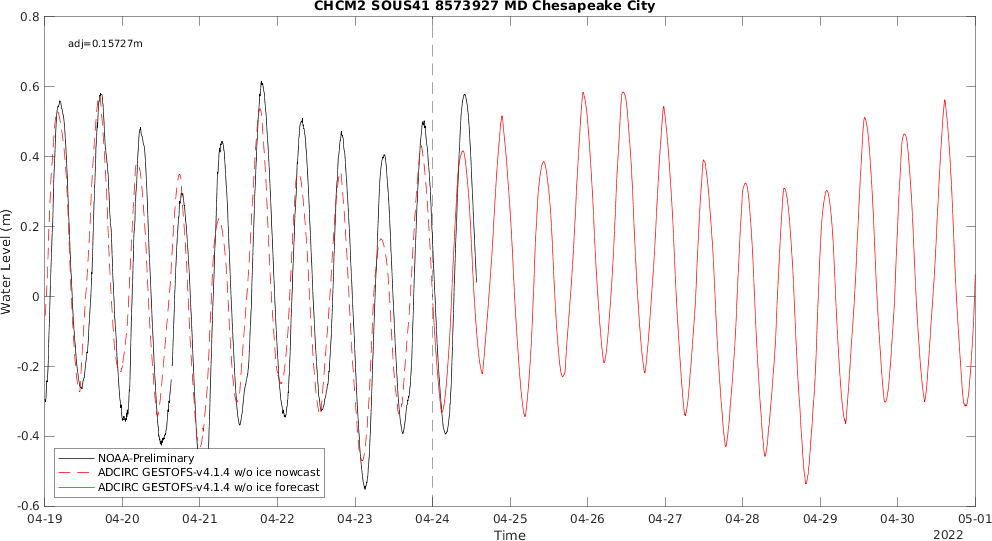 CHCM2 SOUS41 8573927 MD Chesapeake City
adj=0.15727m
0.8
0.6
0.4
0.2
0
-0.2
-0.4
-0.6
Water Level (m)
NOAA-Preliminary
ADCIRC GESTOFS-v4.1.4 w/o ice nowcast
ADCIRC GESTOFS-v4.1.4 w/o ice forecast
04-19 04-20 04-21 04-22 04-23 04-24 04-25 04-26 04-27 04-28 04-29 04-30 05-01
Time
2022